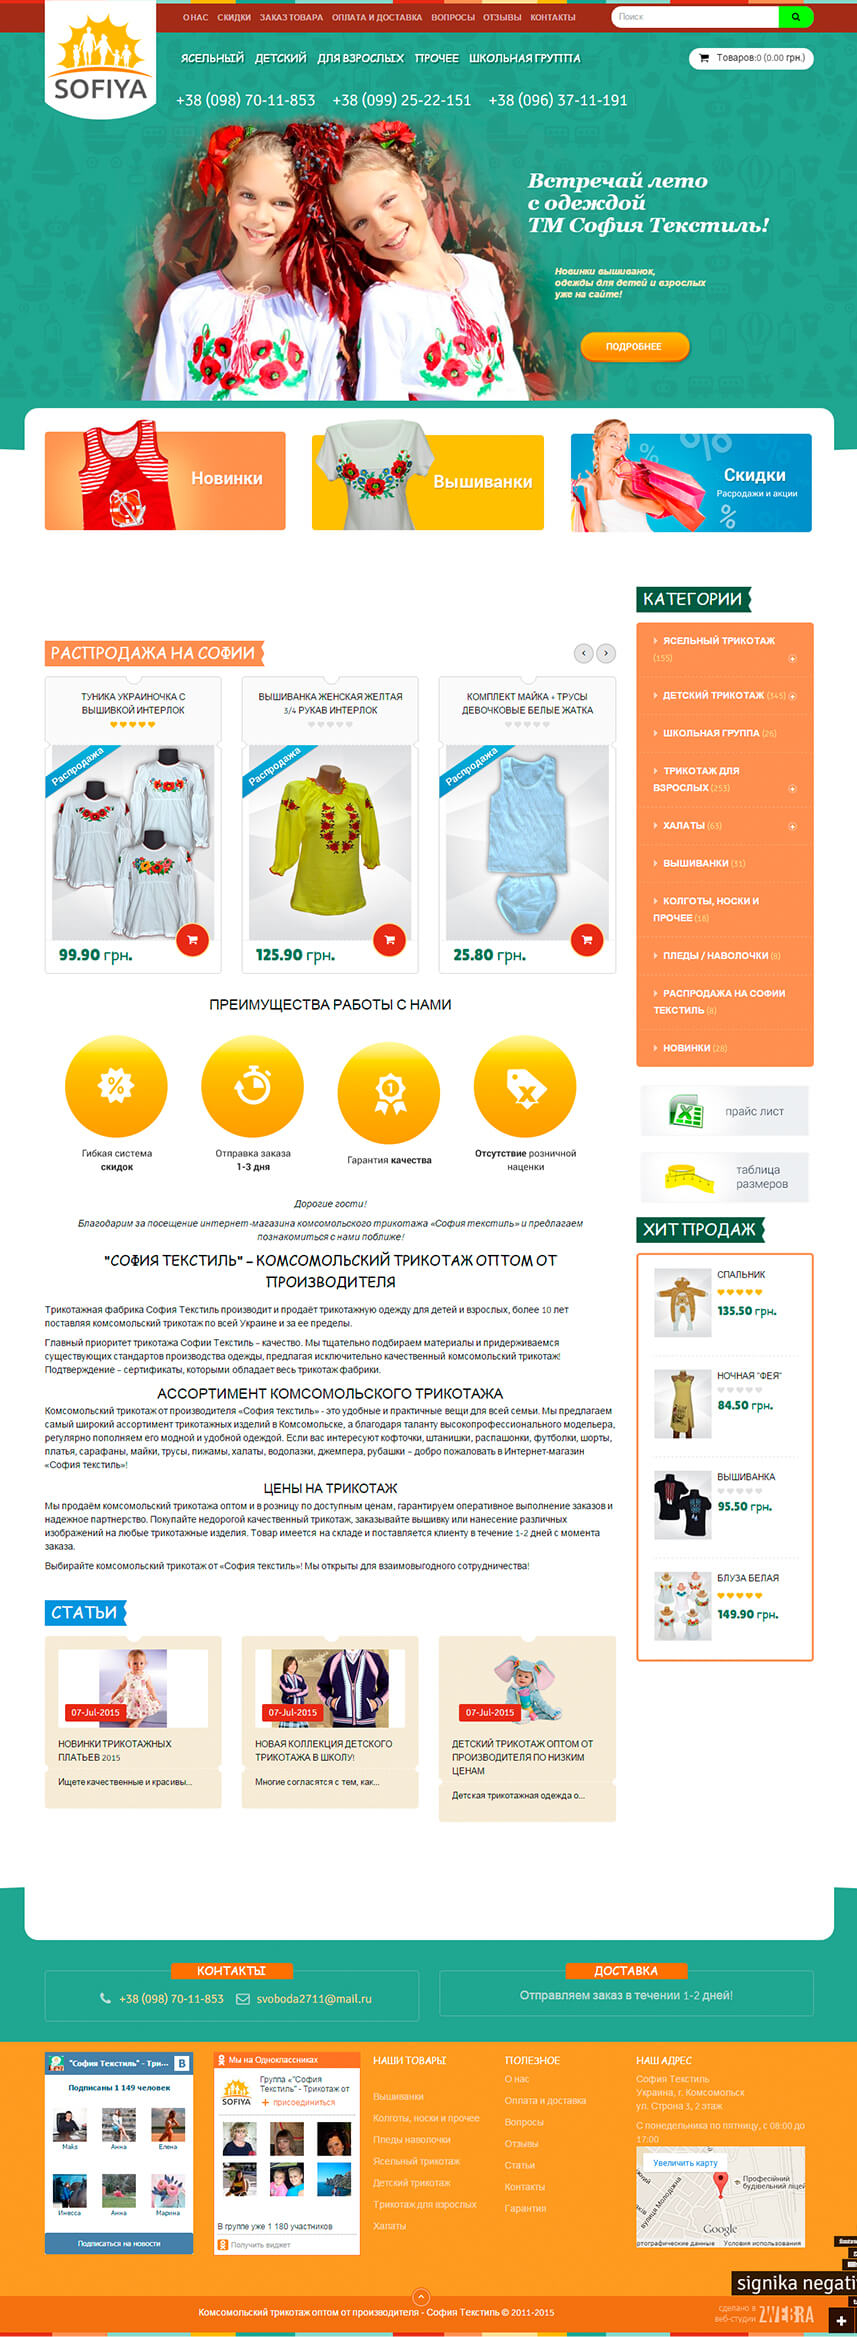 О НАС СКИДКИ ЗАКАЗ ТОВАРА ОПЛАТА И ДОСТАВКА ВОПРОСЫ ОТЗЫВЫ КОНТАКТЫ
Поиск
SOFIYA
ЯСЕЛЬНЫЙ ДЕТСКИЙ ДЛЯ ВЗРОСЛЫХ ПРОЧЕЕ ШКОЛЬНАЯ ГРУППА
Товаров:0 (0.00 грн.)
+38 (098) 70-11-853 +38 (099) 25-22-151 +38 (096) 37-11-191
Встречай лето
с одеждой
ТМ София Текстиль!
Новинки вышиванок,
одежды для детей и взрослых
уже на сайте!
ПОДРОБНЕЕ
Новинки
Вышиванки
Скидки
Расродажи и акции
РАСПРОДАЖА НА СОФИИ
ТУНИКА УКРАИНОЧКА С
ВЫШИВКОЙ ИНТЕРЛОК
Распродажа
99.90 грн.
ВЫШИВАНКА ЖЕНСКАЯ ЖЕЛТАЯ
3/4 РУКАВ ИНТЕРЛОК
Распродажа
125.90 грн.
КОМПЛЕКТ МАЙКА + ТРУСЫ
ДЕВОЧКОВЫЕ БЕЛЫЕ ЖАТКА
Распродажа
25.80 грн.
КАТЕГОРИИ
ЯСЕЛЬНЫЙ ТРИКОТАЖ
(155)
ДЕТСКИЙ ТРИКОТАЖ (345)
ШКОЛЬНАЯ ГРУППА (26)
ТРИКОТАЖ ДЛЯ
ВЗРОСЛЫХ (253)
ХАЛАТЫ (63)
ВЫШИВАНКИ (31)
КОЛГОТЫ, НОСКИ И
ПРОЧЕЕ (18)
ПЛЕДЫ / НАВОЛОЧКИ (8)
РАСПРОДАЖА НА СОФИИ
ТЕКСТИЛЬ (8)
НОВИНКИ (28)
прайс лист
таблица
размеров
ХИТ ПРОДАЖ
СПАЛЬНИК
135.50 грн.
НОЧНАЯ "ФЕЯ"
84.50 грн.
ВЫШИВАНКА
95.50 грн.
БЛУЗА БЕЛАЯ
149.90 грн.
ПРЕИМУЩЕСТВА РАБОТЫ С НАМИ
Гибкая система
скидок
Отправка заказа
1-3 дня
Гарантия качества
Отсутствие розничной
наценки
Дорогие гости!
Благодарим за посещение интернет-магазина комсомольского трикотажа «София текстиль» и предлагаем
познакомиться с нами поближе!
"СОФИЯ ТЕКСТИЛЬ" – КОМСОМОЛЬСКИЙ ТРИКОТАЖ ОПТОМ ОТ
ПРОИЗВОДИТЕЛЯ
Трикотажная фабрика София Текстиль производит и продаёт трикотажную одежду для детей и взрослых, более 10 лет
поставляя комсомольский трикотаж по всей Украине и за ее пределы.
Главный приоритет трикотажа Софии Текстиль – качество. Мы тщательно подбираем материалы и придерживаемся
существующих стандартов производства одежды, предлагая исключительно качественный комсомольский трикотаж!
Подтверждение – сертификаты, которыми обладает весь трикотаж фабрики.
АССОРТИМЕНТ КОМСОМОЛЬСКОГО ТРИКОТАЖА
Комсомольский трикотаж от производителя «София текстиль» - это удобные и практичные вещи для всей семьи. Мы предлагаем
самый широкий ассортимент трикотажных изделий в Комсомольске, а благодаря таланту высокопрофессионального модельера,
регулярно пополняем его модной и удобной одеждой. Если вас интересуют кофточки, штанишки, распашонки, футболки, шорты,
платья, сарафаны, майки, трусы, пижамы, халаты, водолазки, джемпера, рубашки – добро пожаловать в Интернет-магазин
«София текстиль»!
ЦЕНЫ НА ТРИКОТАЖ
Мы продаём комсомольский трикотажа оптом и в розницу по доступным ценам, гарантируем оперативное выполнение заказов и
надежное партнерство. Покупайте недорогой качественный трикотаж, заказывайте вышивку или нанесение различных
изображений на любые трикотажные изделия. Товар имеется на складе и поставляется клиенту в течение 1-2 дней с момента
заказа.
Выбирайте комсомольский трикотаж от «София текстиль»! Мы открыты для взаимовыгодного сотрудничества!
СТАТЬИ
07-Jul-2015
НОВИНКИ ТРИКОТАЖНЫХ
ПЛАТЬЕВ 2015
Ищете качественные и красивы...
07-Jul-2015
НОВАЯ КОЛЛЕКЦИЯ ДЕТСКОГО
ТРИКОТАЖА В ШКОЛУ!
Многие согласятся с тем, как...
07-Jul-2015
ДЕТСКИЙ ТРИКОТАЖ ОПТОМ ОТ
ПРОИЗВОДИТЕЛЯ ПО НИЗКИМ
ЦЕНАМ
Детская трикотажная одежда о...
КОНТАКТЫ
+38 (098) 70-11-853 svoboda2711@mail.ru
ДОСТАВКА
Отправляем заказ в течении 1-2 дней!
"София Текстиль" - Три... В
Подписаны 1 149 человек
Maks Анна Елена
Инесса Анна Марина
Подписаться на новости
Мы на Одноклассниках
SOFIYA
Группа «"София
Текстиль" - Трикотаж от
+ присоединиться
В группе уже 1 180 участников
Получить виджет
НАШИ ТОВАРЫ
Вышиванки
Колготы, носки и прочее
Пледы наволочки
Ясельный трикотаж
Детский трикотаж
Трикотаж для взрослых
Халаты
ПОЛЕЗНОЕ
О нас
Оплата и доставка
Вопросы
Отзывы
Статьи
Контакты
Гарантия
НАШ АДРЕС
София Текстиль
Украина, г. Комсомольск
ул. Строна 3, 2 этаж
С понедельника по пятницу, с 08:00 до
17:00
Увеличить карту
Професійний
будівельний ліцей
вулиця Молодіжна
Google
ртографические данные Условия использования
signika negati
Комсомольский трикотаж оптом от производителя - София Текстиль © 2011-2015
сделано в
веб-студии ZWEBRA